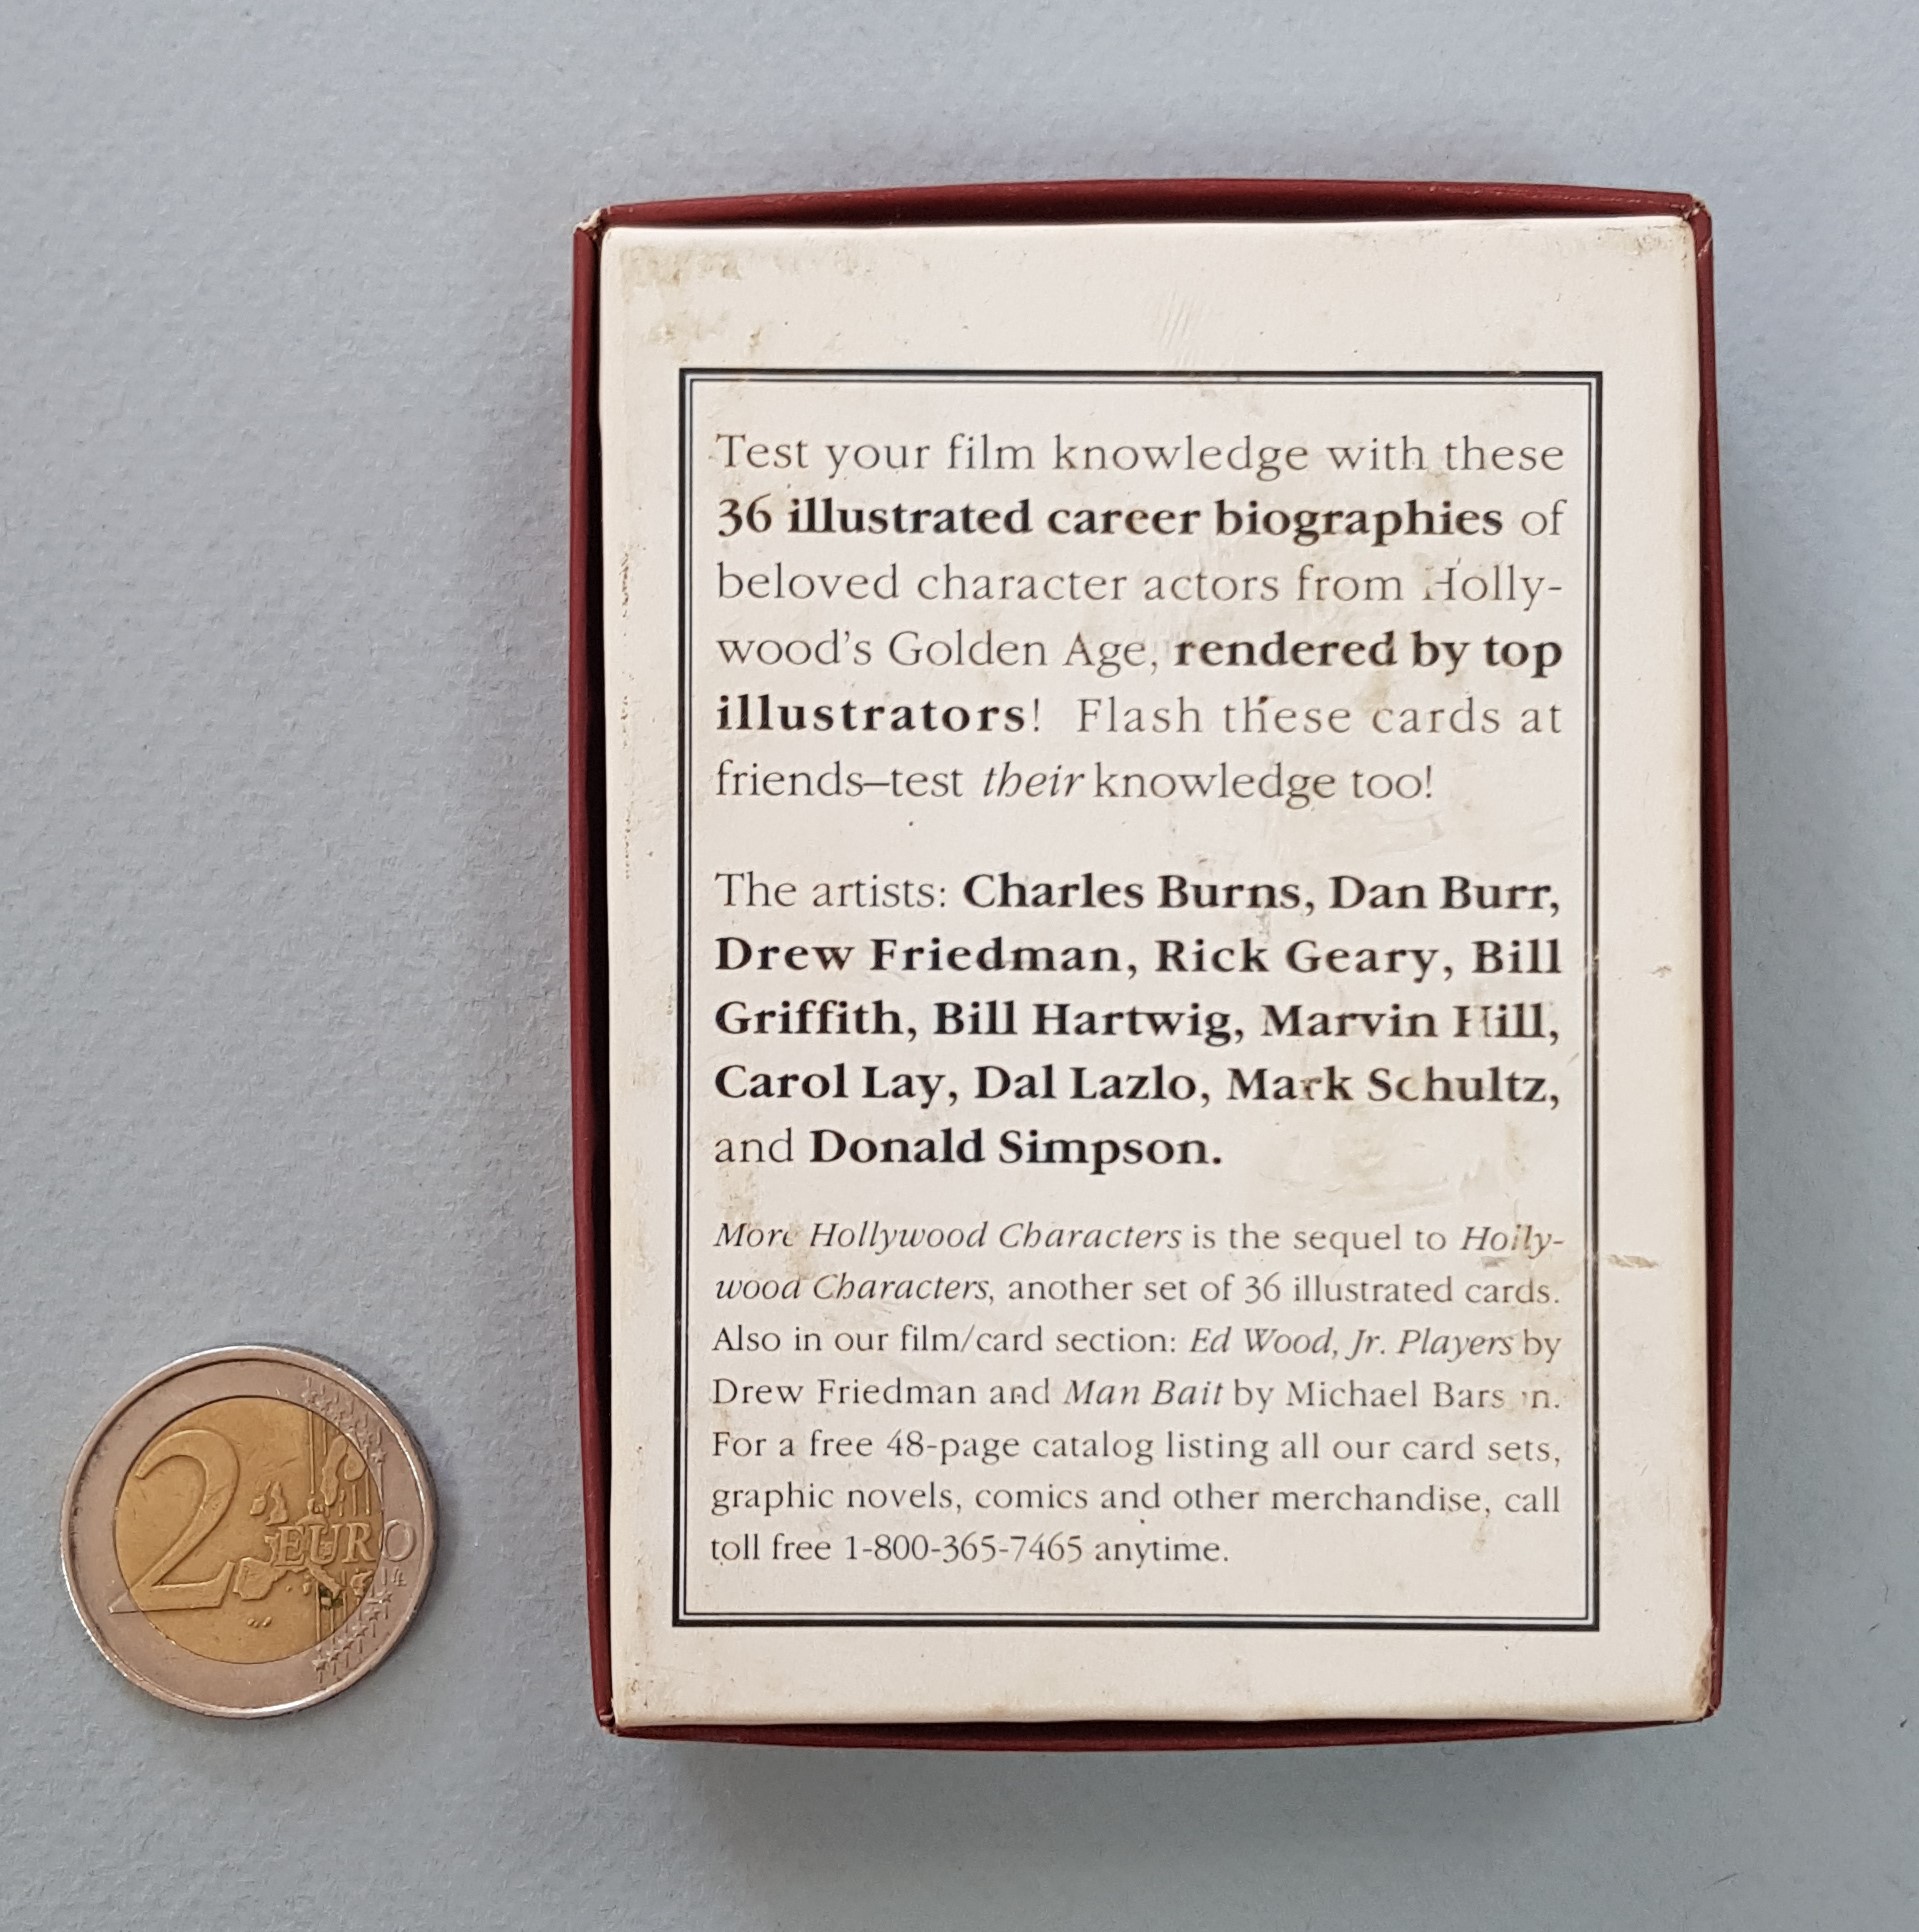 Test your film knowledge with these
36 illustrated career biographies of
beloved character actors from Holly-
wood's Golden Age, rendered by top
illustrators! Flash these cards at
friends–test their knowledge too!
The artists: Charles Burns, Dan Burr,
Drew Friedman, Rick Geary, Bill
Griffith, Bill Hartwig, Marvin Hill,
Carol Lay, Dal Lazlo, Mark Schultz,
and Donald Simpson.
More Hollywood Characters is the sequel to Holly-
wood Characters, another set of 36 illustrated cards.
Also in our film/card section: Ed Wood, Jr. Players by
Drew Friedman and Man Bait by Michael
For a free 48-page catalog listing all our card sets,
graphic novels, comics and other merchandise, call
toll free 1-800-365-7465 anytime.
2 EURO